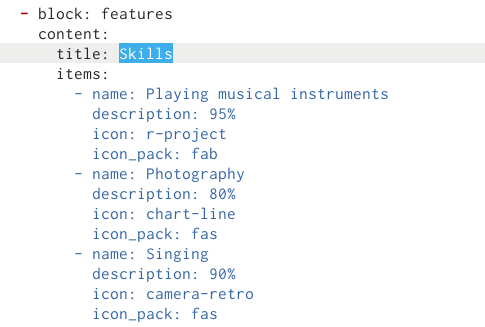 - block: features
content:
title: Skills
items:
- name: Playing musical instruments
description: 95%
icon: r-project
icon_pack: fab
- name: Photography
description: 80%
icon: chart-line
icon_pack: fas
- name: Singing
description: 90%
icon: camera-retro
icon_pack: fas